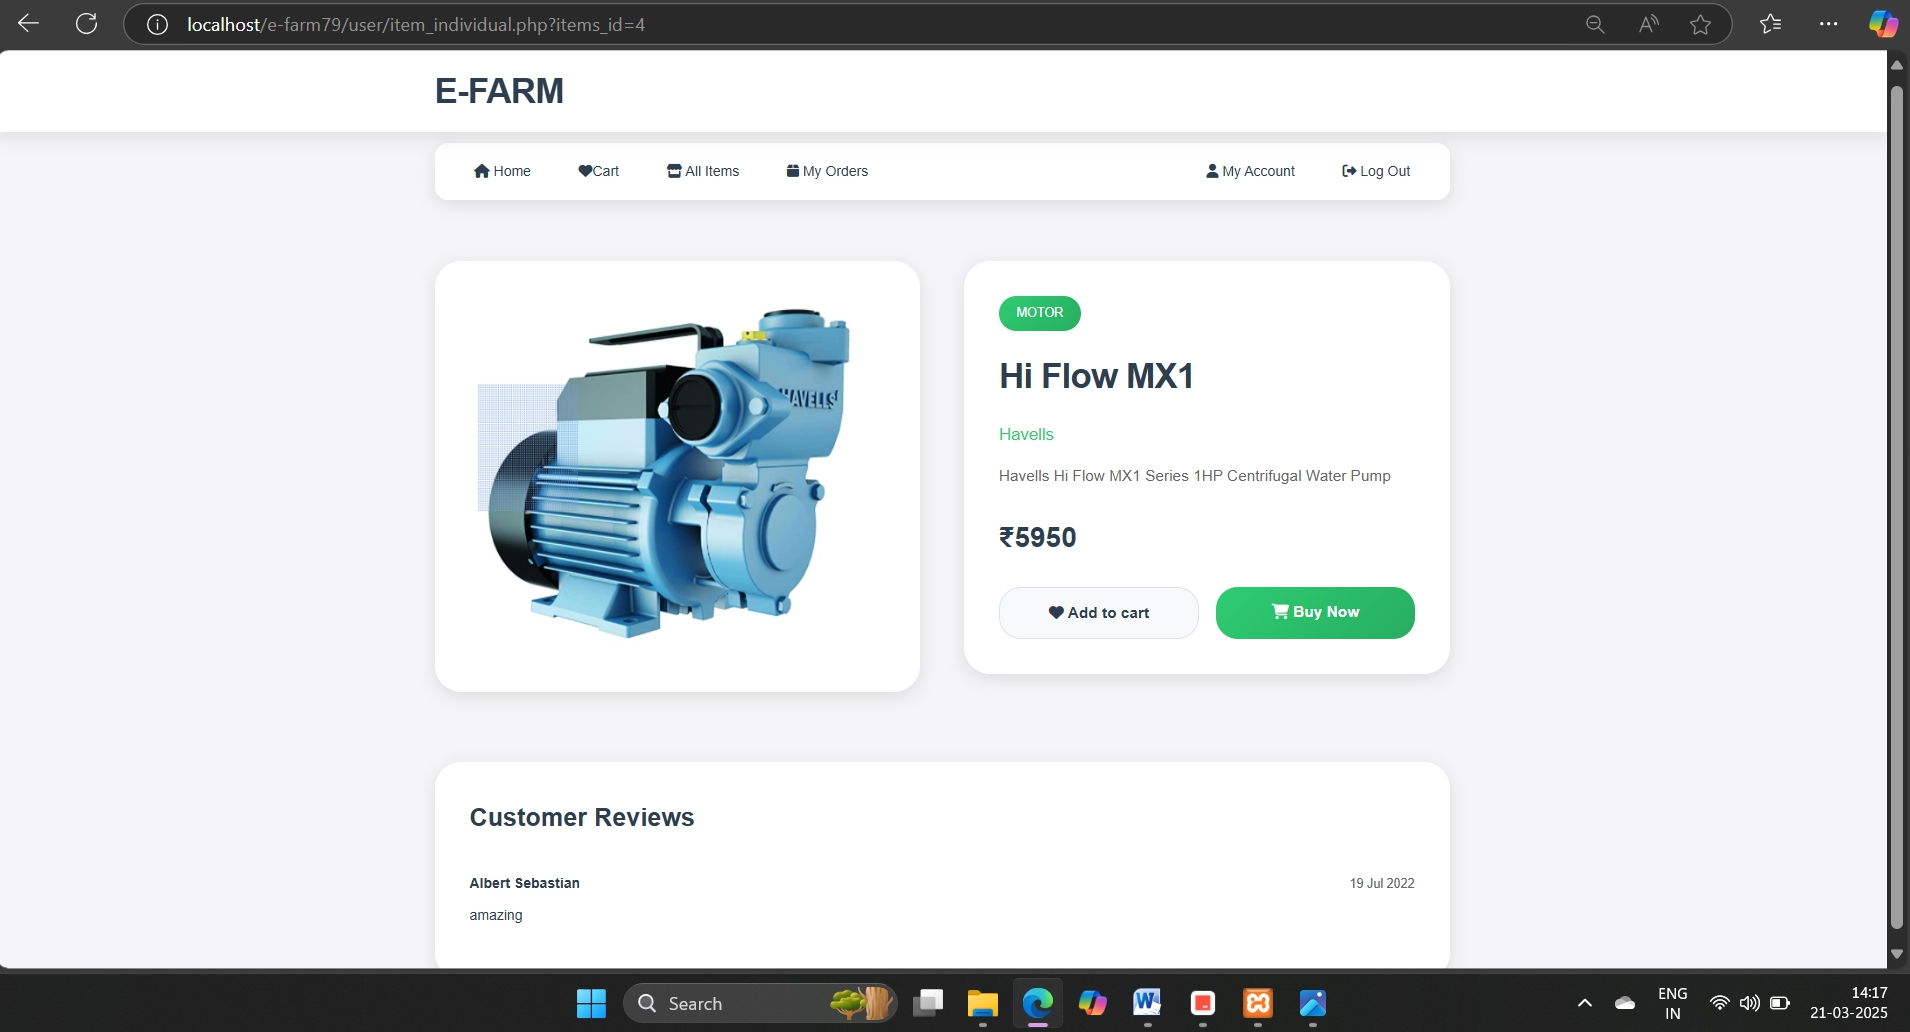 localhost/e-farm79/user/item_individual.php?items_id=4
E-FARM
Home Cart All Items My Orders My Account Log Out
HAVELLS
MOTOR
Hi Flow MX1
Havells
Havells Hi Flow MX1 Series 1HP Centrifugal Water Pump
₹5950
Add to cart Buy Now
Customer Reviews
Albert Sebastian 19 Jul 2022
amazing
Search
ENG
IN
14:17
21-03-2025